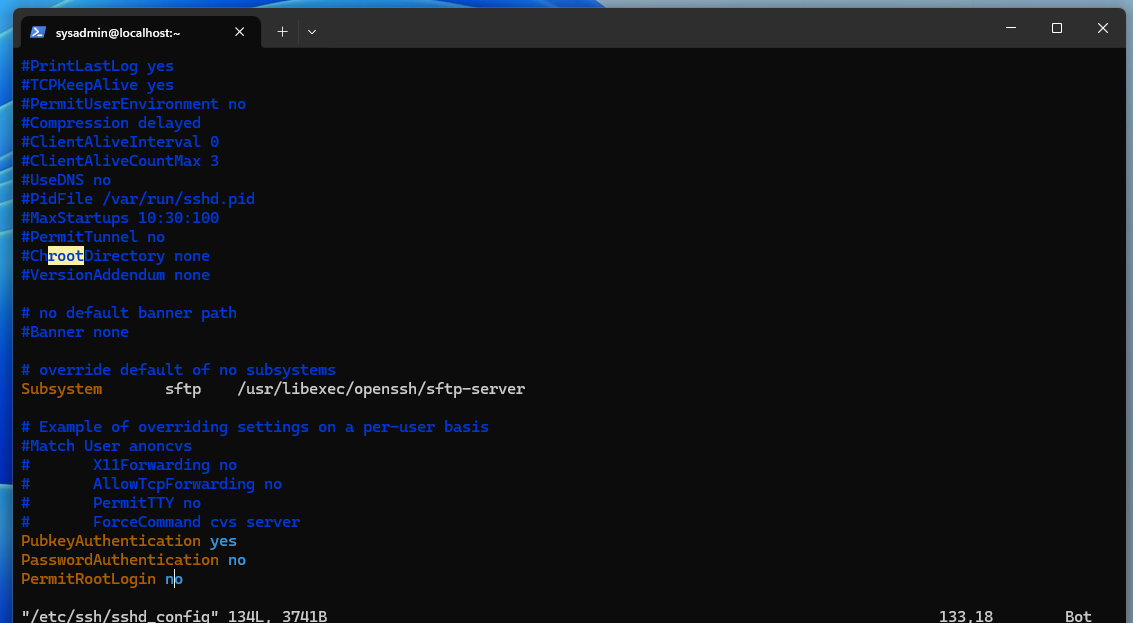 sysadmin@localhost:~
#PrintLastLog yes
#TCPKeepAlive yes
#PermitUserEnvironment no
#Compression delayed
#ClientAliveInterval 0
#ClientAliveCountMax 3
#UseDNS no
#PidFile /var/run/sshd.pid
#MaxStartups 10:30:100
#PermitTunnel no
#ChrootDirectory none
#VersionAddendum none
# no default banner path
#Banner none
# override default of no subsystems
Subsystem       sftp    /usr/libexec/openssh/sftp-server
# Example of overriding settings on a per-user basis
#Match User anoncvs
#       X11Forwarding no
#       AllowTcpForwarding no
#       PermitTTY no
#       ForceCommand cvs server
PubkeyAuthentication yes
PasswordAuthentication no
PermitRootLogin no
"/etc/ssh/sshd_config" 134L, 3741B 133,18 Bot